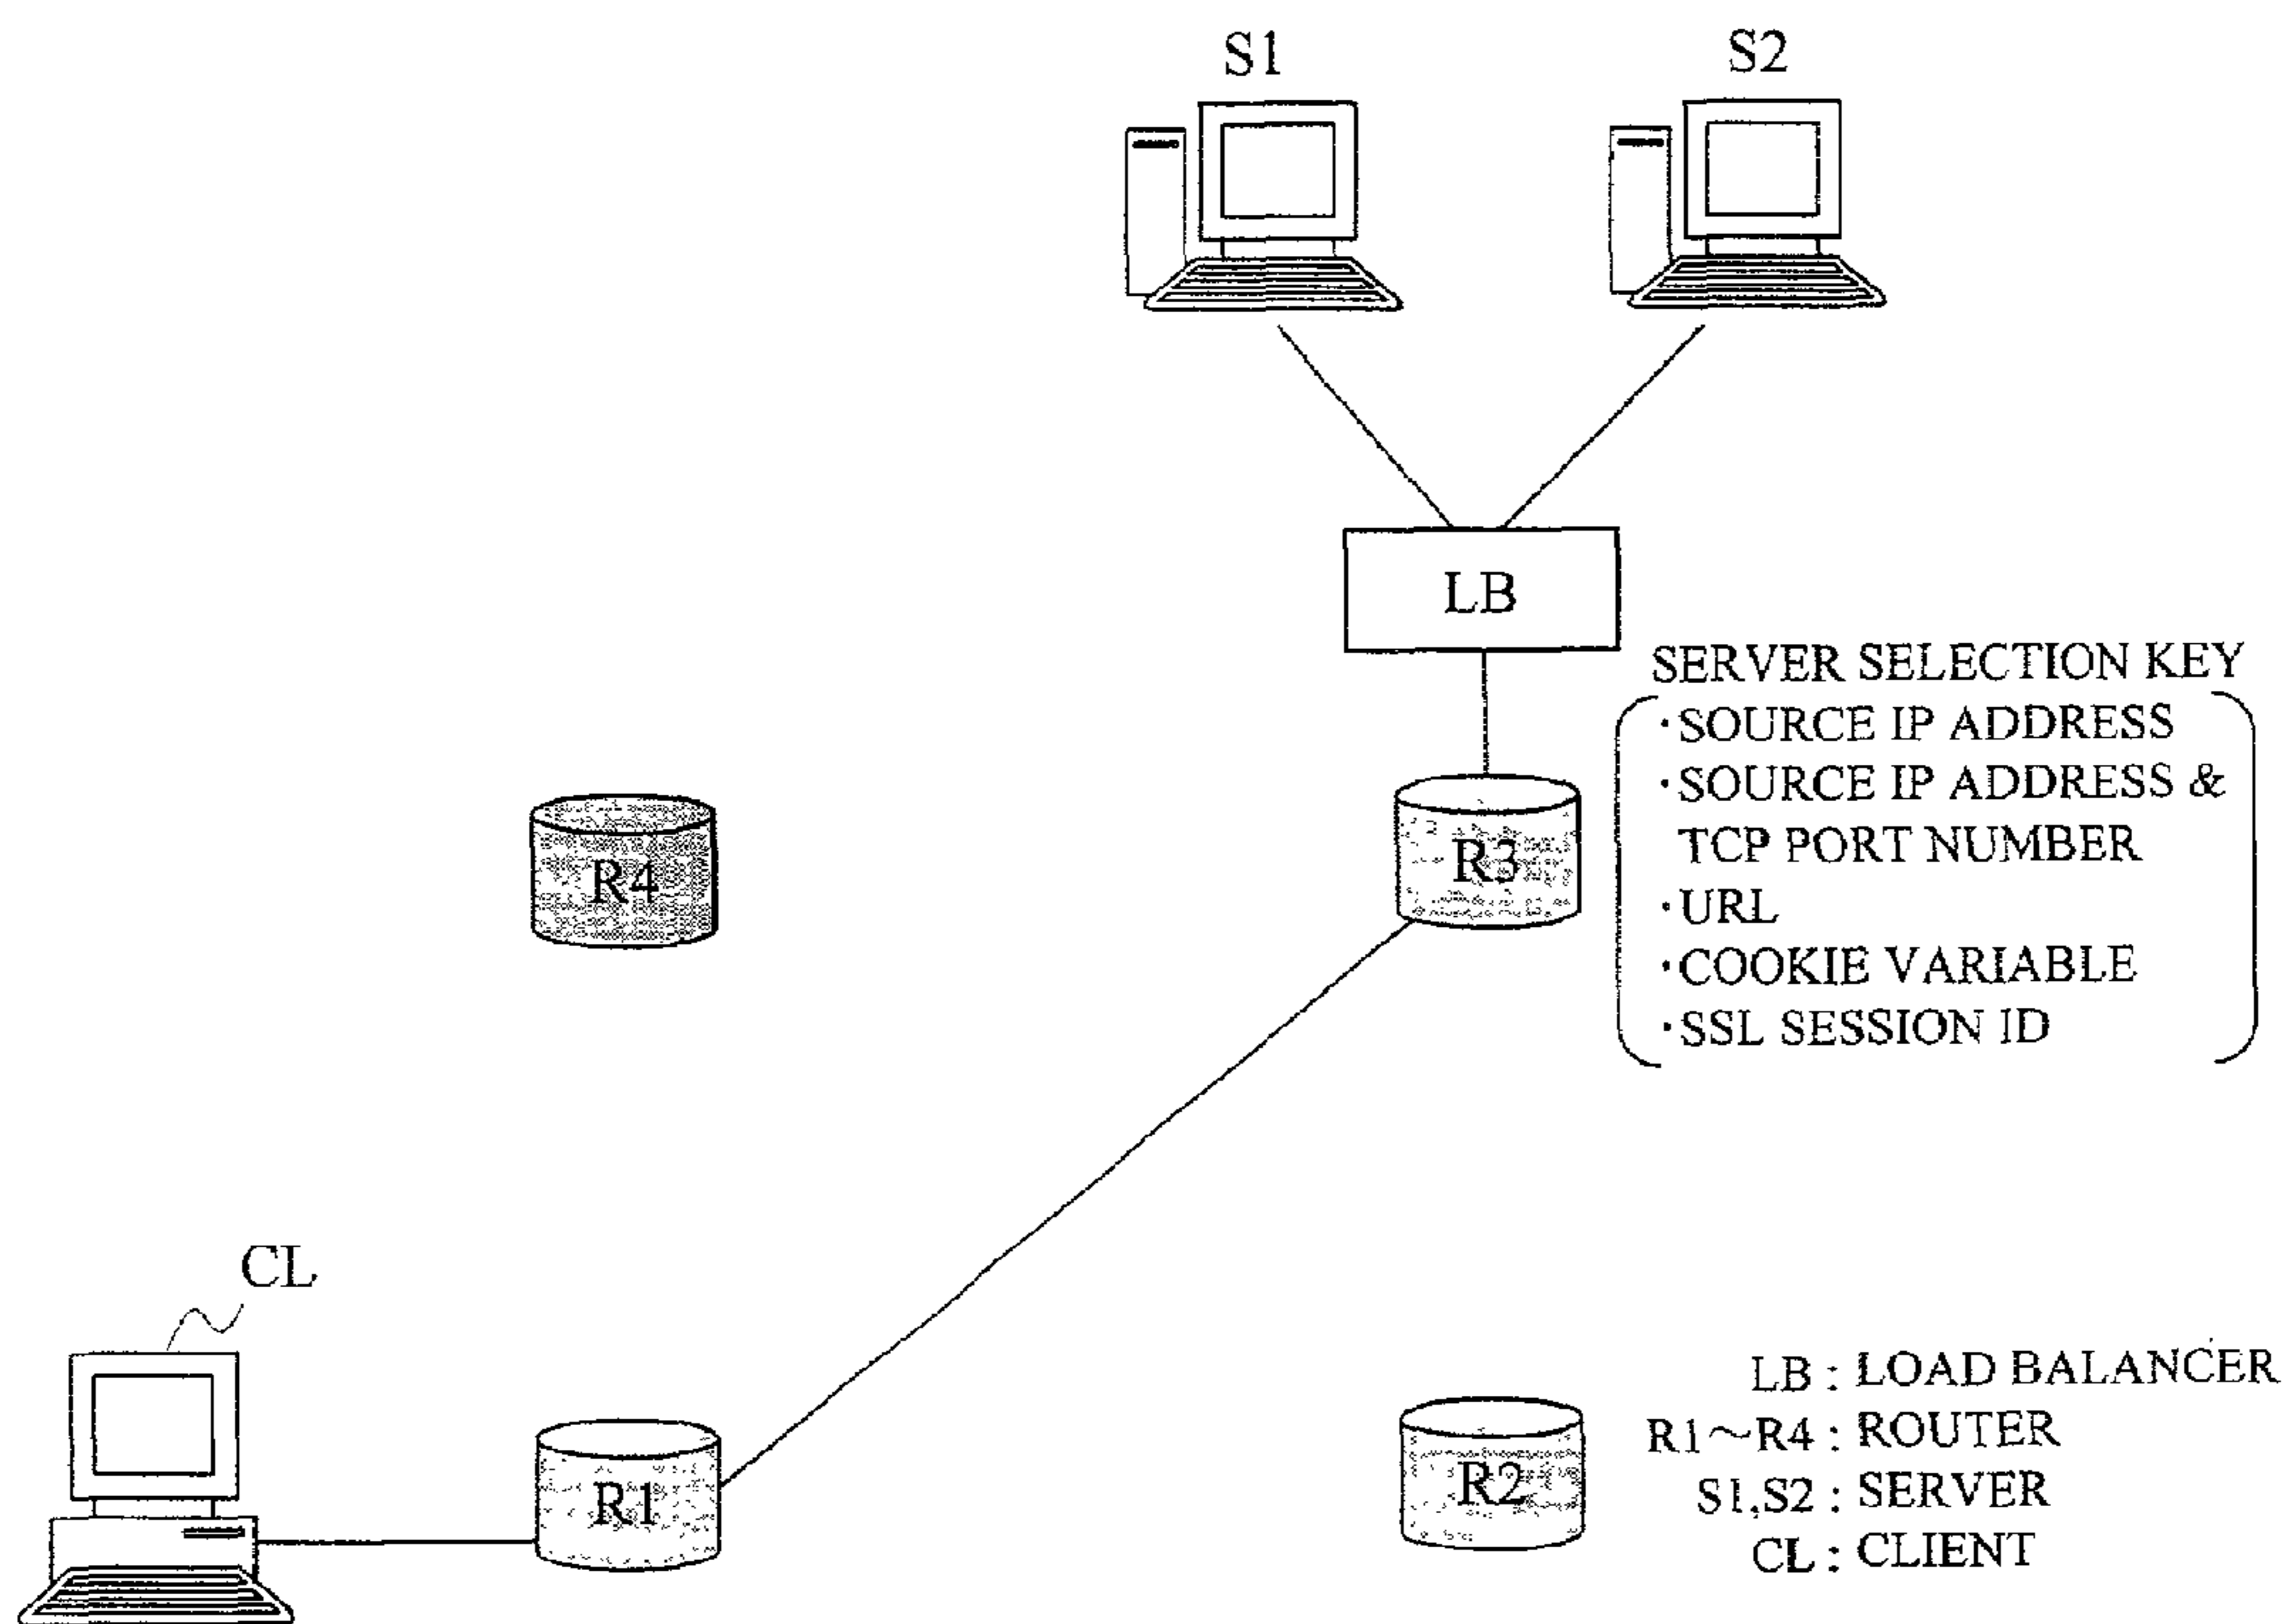 S1
S2
LB
SERVER SELECTION KEY
·SOURCE IP ADDRESS
·SOURCE IP ADDRESS &
TCP PORT NUMBER
·URL
·COOKIE VARIABLE
·SSL SESSION ID
R4
R3
CL
R1
R2
LB : LOAD BALANCER
R1~R4 : ROUTER
S1,S2 : SERVER
CL : CLIENT